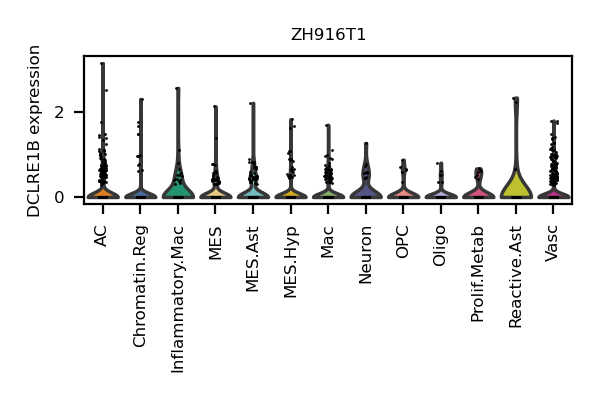 ZH916T1
DCLRE1B expression
2
0
AC
Chromatin.Reg
Inflammatory.Mac
MES
MES.Ast
MES.Hyp
Mac
Neuron
OPC
Oligo
Prolif.Metab
Reactive.Ast
Vasc